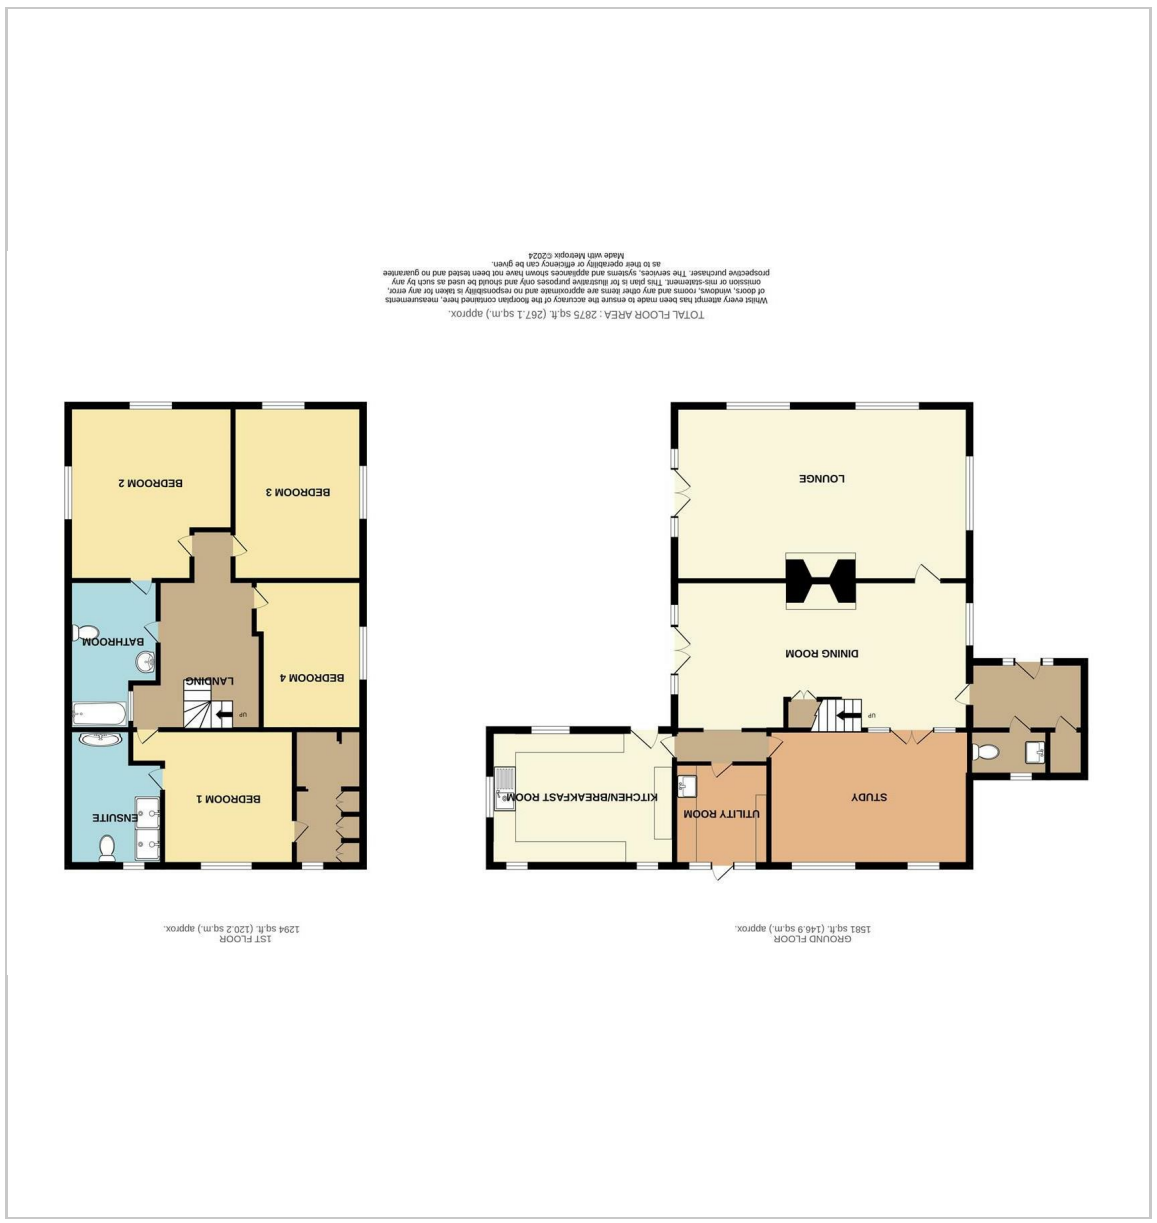 GROUND FLOOR
1581 sq.ft. (146.9 sq.m.) approx.
STUDY
UTILITY ROOM
KITCHEN/BREAKFAST ROOM
UP
DINING ROOM
LOUNGE
1ST FLOOR
1294 sq.ft. (120.2 sq.m.) approx.
ENSUITE
BEDROOM 1
UP
LANDING
BEDROOM 4
BATHROOM
BEDROOM 3
BEDROOM 2
TOTAL FLOOR AREA : 2875 sq.ft. (267.1 sq.m.) approx.
Whilst every attempt has been made to ensure the accuracy of the floorplan contained here, measurements
of doors, windows, rooms and any other items are approximate and no responsibility is taken for any error,
omission or mis-statement. This plan is for illustrative purposes only and should be used as such by any
prospective purchaser. The services, systems and appliances shown have not been tested and no guarantee
as to their operability or efficiency can be given.
Made with Metropix ©2024